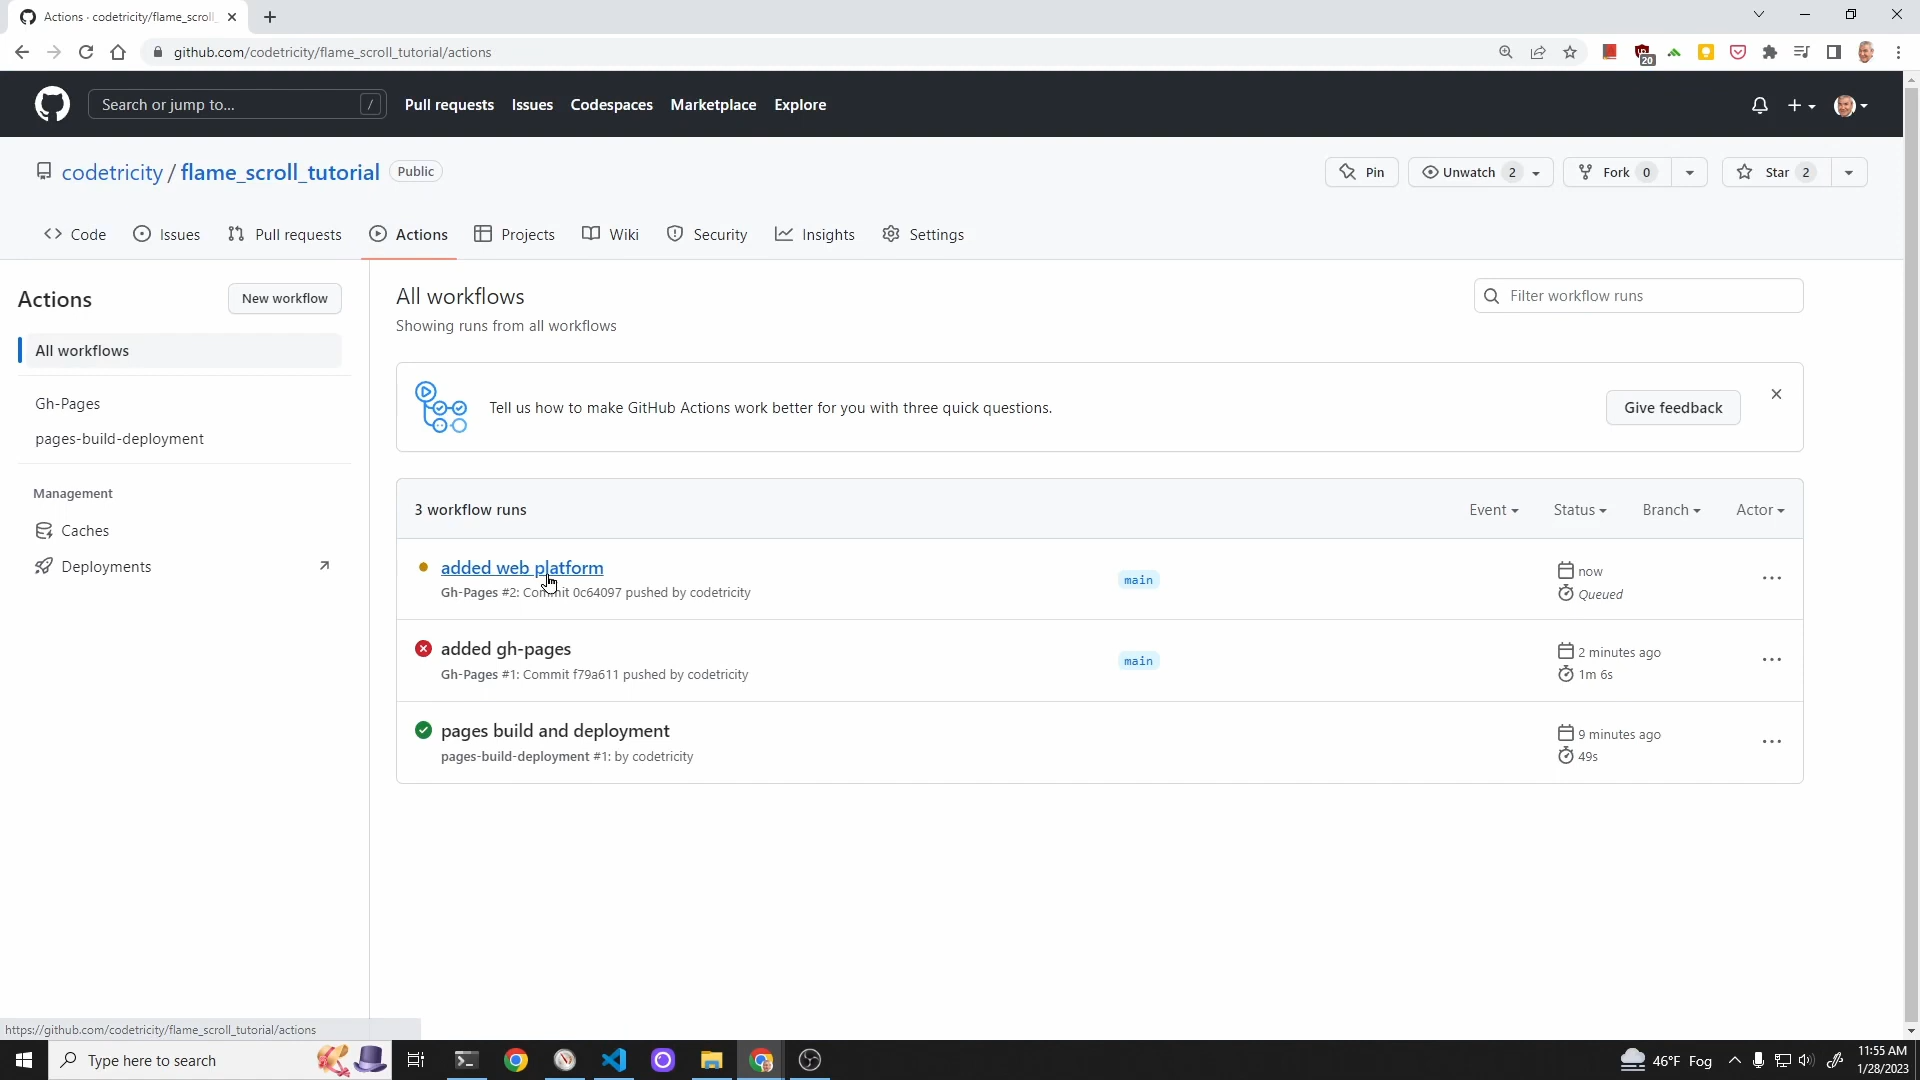 Actions · codetricity/flame_scroll_
github.com/codetricity/flame_scroll_tutorial/actions
20
Search or jump to...
/
Pull requests
Issues
Codespaces
Marketplace
Explore
codetricity / flame_scroll_tutorial
Public
Pin
Unwatch 2
Fork 0
Star 2
Code
Issues
Pull requests
Actions
Projects
Wiki
Security
Insights
Settings
Actions
New workflow
All workflows
Gh-Pages
pages-build-deployment
Management
Caches
Deployments
All workflows
Showing runs from all workflows
Filter workflow runs
Tell us how to make GitHub Actions work better for you with three quick questions.
Give feedback
3 workflow runs
Event
Status
Branch
Actor
added web platform
Gh-Pages #2: Commit 0c64097 pushed by codetricity
main
now
Queued
added gh-pages
Gh-Pages #1: Commit f79a611 pushed by codetricity
main
2 minutes ago
1m 6s
pages build and deployment
pages-build-deployment #1: by codetricity
9 minutes ago
49s
https://github.com/codetricity/flame_scroll_tutorial/actions
Type here to search
46°F Fog
11:55 AM
1/28/2023